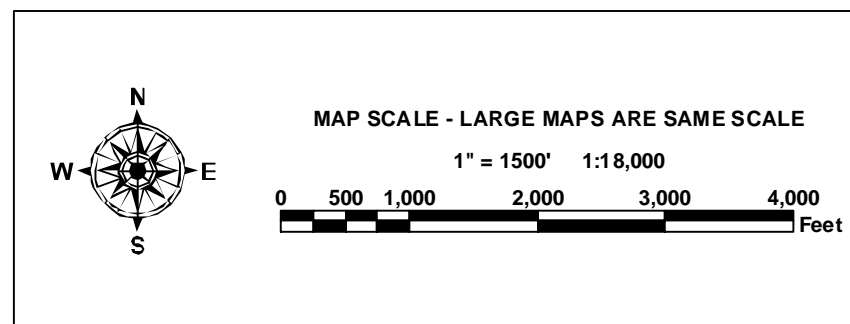 N
W E
S
MAP SCALE - LARGE MAPS ARE SAME SCALE
1" = 1500' 1:18,000
0 500 1,000 2,000 3,000 4,000
Feet